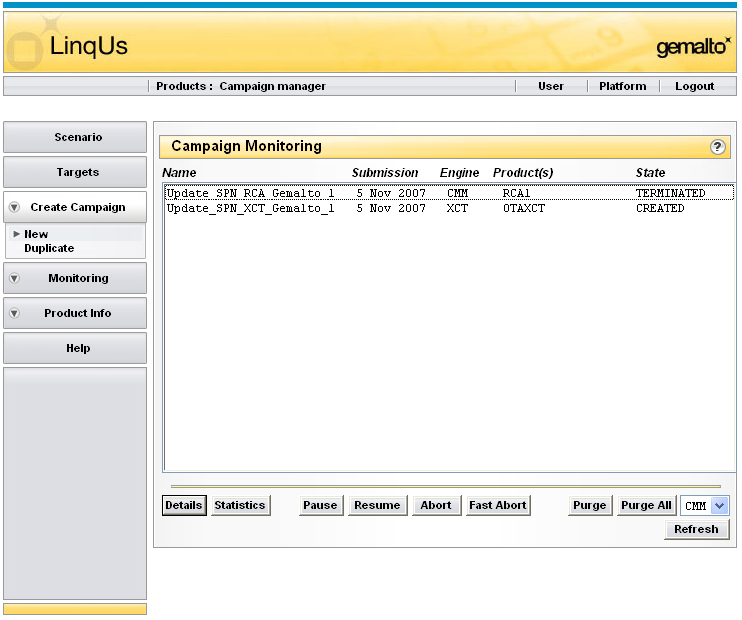 LinqUs
gemalto
Products : Campaign manager
User
Platform
Logout
Scenario
Targets
Create Campaign
New
Duplicate
Monitoring
Product Info
Help
Campaign Monitoring
?
Name Submission Engine Product(s) State
Update_SPN_RCA_Gemalto_1 5 Nov 2007 CMM RCA1 TERMINATED
Update_SPN_XCT_Gemalto_1 5 Nov 2007 XCT OTAXCT CREATED
Details Statistics Pause Resume Abort Fast Abort Purge Purge All CMM
Refresh